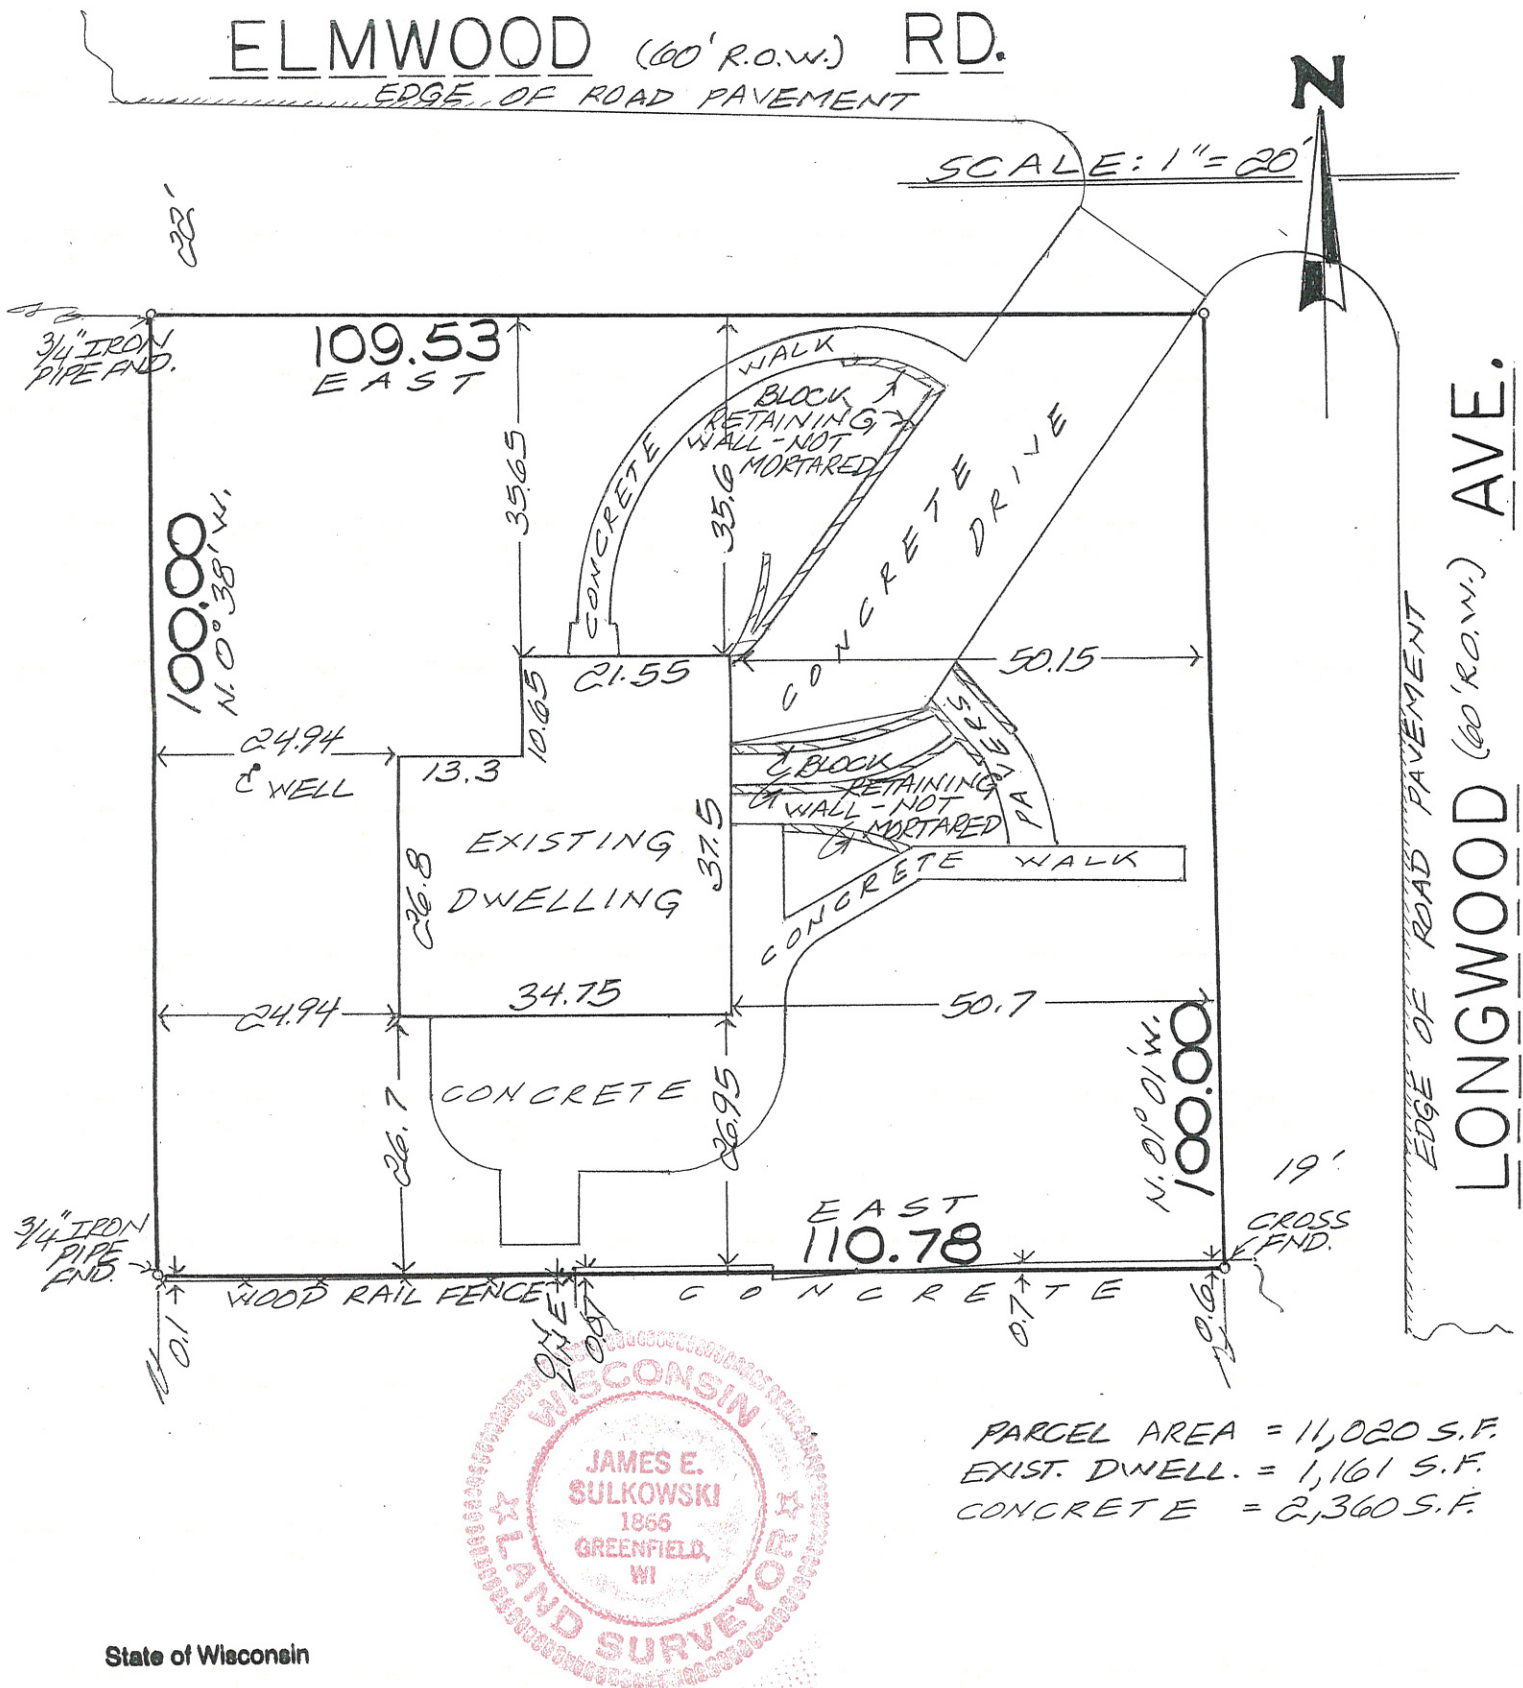 ELMWOOD (60' R.O.W.) RD.
EDGE OF ROAD PAVEMENT
N
SCALE: 1" = 20'
22'
3/4" IRON
PIPE FND.
109.53
EAST
WALK
BLOCK
RETAINING
WALL - NOT
MORTARED
CONCRETE
35.65
35.6
CONCRETE
DRIVE
100.00
N. 0° 38' W.
LONGWOOD (60' R.O.W.) AVE.
EDGE OF ROAD PAVEMENT
21.55
50.15
10.65
24.94
WELL
13.3
PAVERS
BLOCK
RETAINING
WALL - NOT
MORTARED
EXISTING
DWELLING
26.8
37.5
CONCRETE WALK
34.75
24.94
50.7
CONCRETE
26.7
26.95
N. 01° 01' W.
100.00
19'
EAST
110.78
3/4" IRON
PIPE
FND.
CROSS
FND.
WOOD RAIL FENCE
CONCRETE
0.1
ON
LINE
0.7
0.6
PARCEL AREA = 11,020 S.F.
EXIST. DWELL. = 1,161 S.F.
CONCRETE = 2,360 S.F.
WISCONSIN
JAMES E.
SULKOWSKI
1866
GREENFIELD,
WI
LAND SURVEYOR
State of Wisconsin